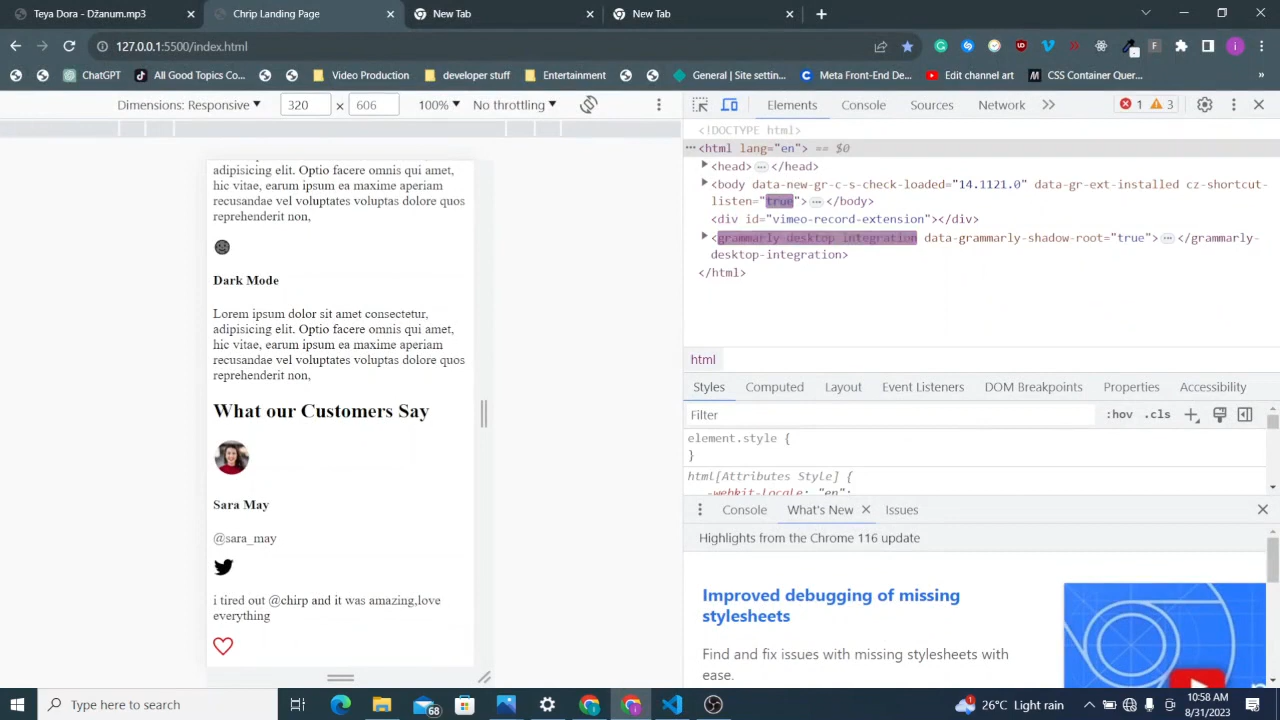 Teya Dora - Džanum.mp3
Chrip Landing Page
New Tab
New Tab
127.0.0.1:5500/index.html
ChatGPT
All Good Topics Co...
Video Production
developer stuff
Entertainment
General | Site settin...
Meta Front-End De...
Edit channel art
CSS Container Quer...
»
Dimensions: Responsive
320 × 606
100%
No throttling
Elements
Console
Sources
Network
1
3
adipisicing elit. Optio facere omnis qui amet,
hic vitae, earum ipsum ea maxime aperiam
recusandae vel voluptates voluptas dolore quos
reprehenderit non,
Dark Mode
Lorem ipsum dolor sit amet consectetur,
adipisicing elit. Optio facere omnis qui amet,
hic vitae, earum ipsum ea maxime aperiam
recusandae vel voluptates voluptas dolore quos
reprehenderit non,
What our Customers Say
Sara May
@sara_may
i tired out @chirp and it was amazing,love
everything
<!DOCTYPE html>
<html lang="en"> == $0
<head> … </head>
<body data-new-gr-c-s-check-loaded="14.1121.0" data-gr-ext-installed cz-shortcut-
listen="true"> … </body>
<div id="vimeo-record-extension"></div>
<grammarly-desktop-integration data-grammarly-shadow-root="true"> … </grammarly-
desktop-integration>
</html>
html
Styles
Computed
Layout
Event Listeners
DOM Breakpoints
Properties
Accessibility
Filter
:hov .cls
element.style {
}
html[Attributes Style] {
-webkit-locale: "en";
Console
What's New
Issues
Highlights from the Chrome 116 update
Improved debugging of missing
stylesheets
Find and fix issues with missing stylesheets with
ease.
Type here to search
68
1
26°C Light rain
10:58 AM
8/31/2023